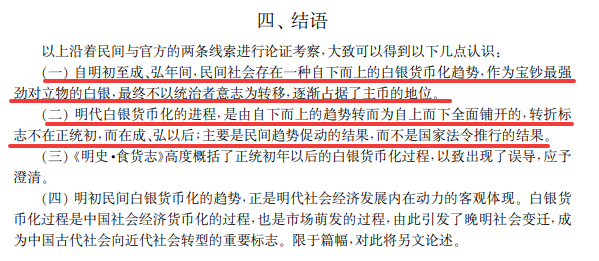 四、结语
以上沿着民间与官方的两条线索进行论证考察,大致可以得到以下几点认识:
(一)自明初至成、弘年间,民间社会存在一种自下而上的白银货币化趋势,作为宝钞最强
劲对立物的白银,最终不以统治者意志为转移,逐渐占据了主币的地位。
(二)明代白银货币化的进程,是由自下而上的趋势转而为自上而下全面铺开的,转折标
志不在正统初,而在成、弘以后;主要是民间趋势促动的结果,而不是国家法令推行的结果。
(三)《明史·食货志》高度概括了正统初年以后的白银货币化过程,以致出现了误导,应予
澄清。
(四)明初民间白银货币化的趋势,正是明代社会经济发展内在动力的客观体现。白银货
币化过程是中国社会经济货币化的过程,也是市场萌发的过程,由此引发了晚明社会变迁,成
为中国古代社会向近代社会转型的重要标志。限于篇幅,对此将另文论述。